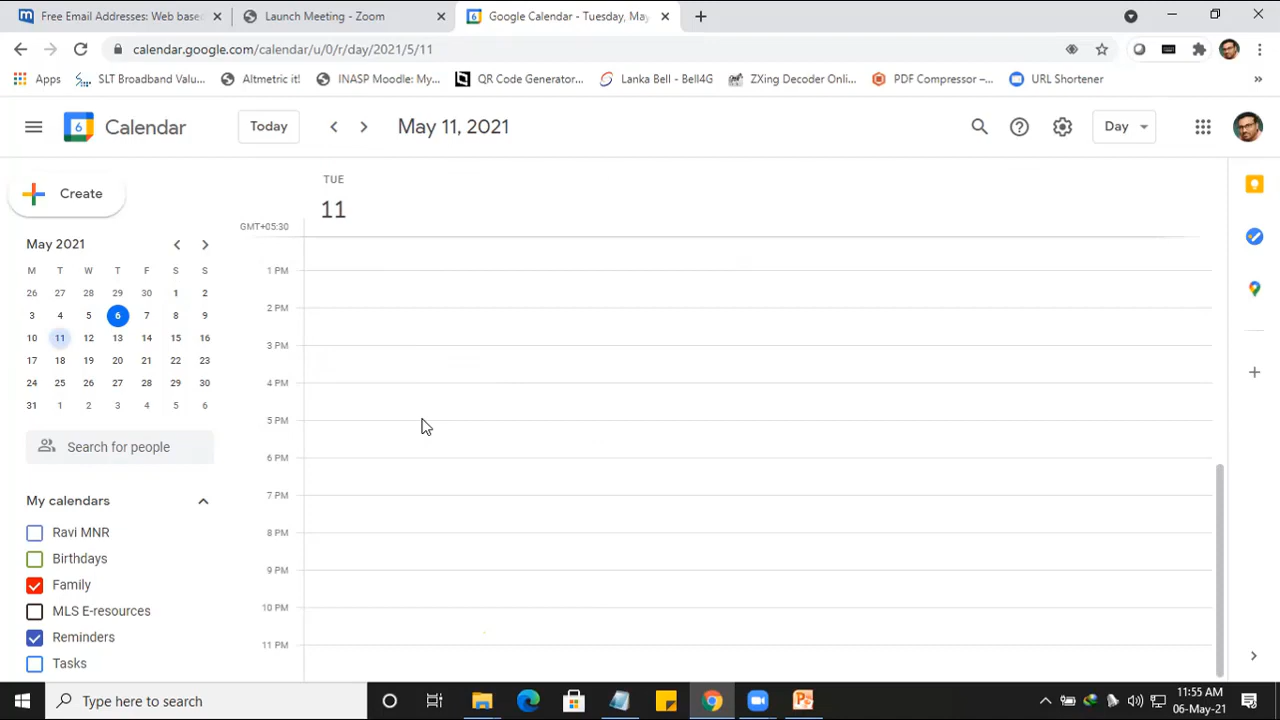 Free Email Addresses: Web base
Launch Meeting - Zoom
Google Calendar - Tuesday, May
calendar.google.com/calendar/u/0/r/day/2021/5/11
Apps
SLT Broadband Valu...
Altmetric it!
INASP Moodle: My...
QR Code Generator...
Lanka Bell - Bell4G
ZXing Decoder Onli...
PDF Compressor –...
URL Shortener
6 Calendar
Today
May 11, 2021
Day
Create
TUE
11
GMT+05:30
May 2021
M T W T F S S
26 27 28 29 30 1 2
3 4 5 6 7 8 9
10 11 12 13 14 15 16
17 18 19 20 21 22 23
24 25 26 27 28 29 30
31 1 2 3 4 5 6
Search for people
My calendars
Ravi MNR
Birthdays
Family
MLS E-resources
Reminders
Tasks
1 PM
2 PM
3 PM
4 PM
5 PM
6 PM
7 PM
8 PM
9 PM
10 PM
11 PM
Type here to search
11:55 AM
06-May-21